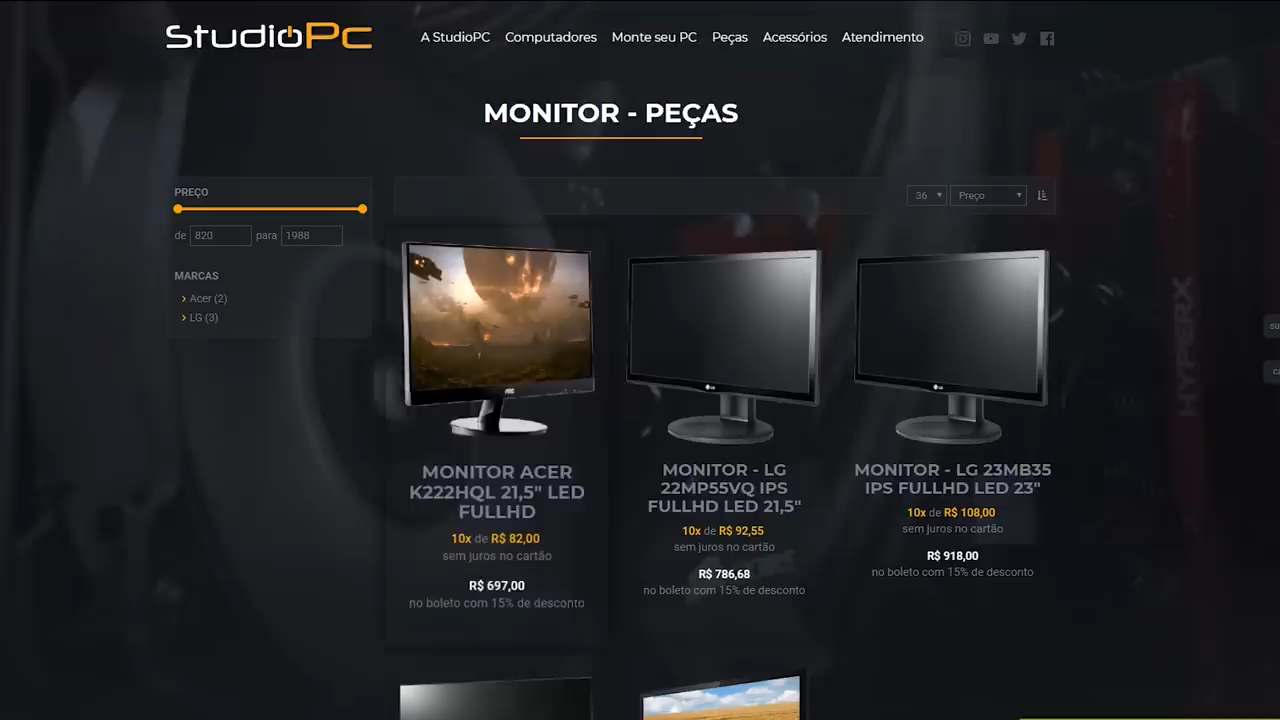 StudioPc
A StudioPC Computadores Monte seu PC Peças Acessórios Atendimento
MONITOR - PEÇAS
PREÇO
de 820 para 1988
MARCAS
Acer (2)
LG (3)
36 Preço
MONITOR ACER
K222HQL 21,5" LED
FULLHD
10x de R$ 82,00
sem juros no cartão
R$ 697,00
no boleto com 15% de desconto
MONITOR - LG
22MP55VQ IPS
FULLHD LED 21,5"
10x de R$ 92,55
sem juros no cartão
R$ 786,68
no boleto com 15% de desconto
MONITOR - LG 23MB35
IPS FULLHD LED 23"
10x de R$ 108,00
sem juros no cartão
R$ 918,00
no boleto com 15% de desconto
HYPERX